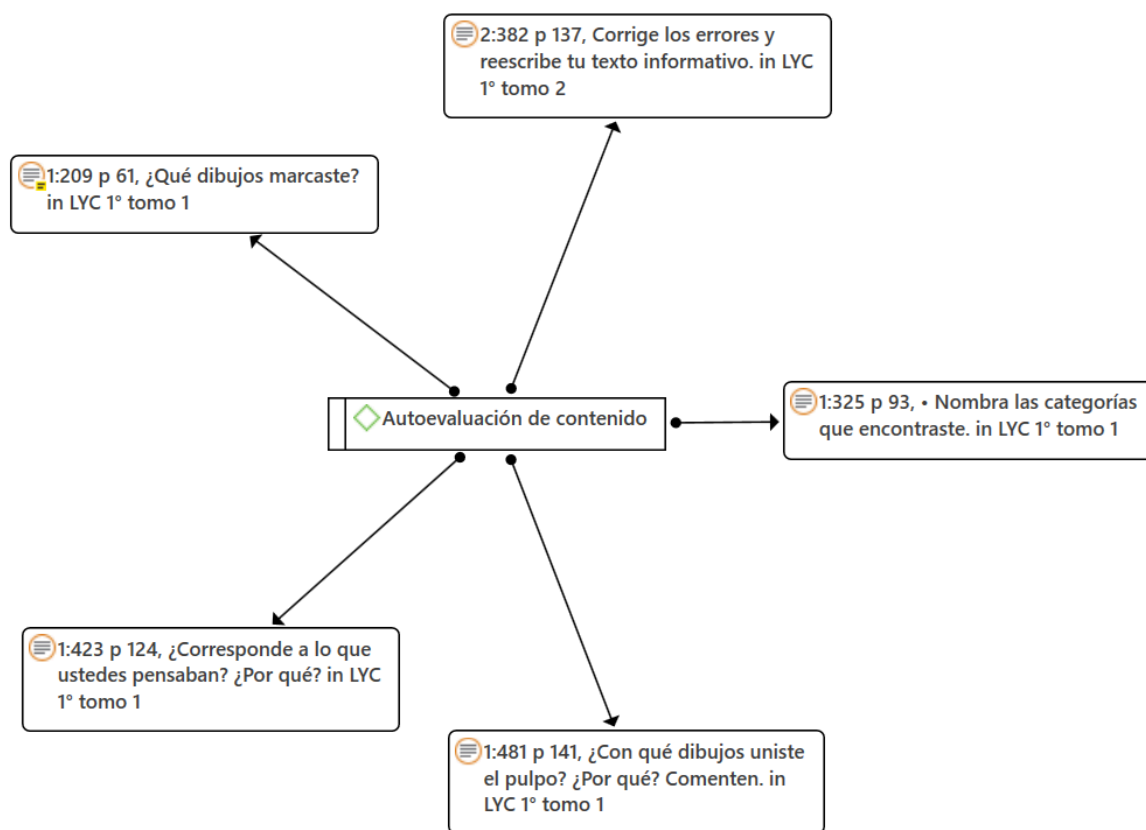 2:382 p 137, Corrige los errores y
reescribe tu texto informativo. in LYC
1° tomo 2
1:209 p 61, ¿Qué dibujos marcaste?
in LYC 1° tomo 1
Autoevaluación de contenido
1:325 p 93, • Nombra las categorías
que encontraste. in LYC 1° tomo 1
1:423 p 124, ¿Corresponde a lo que
ustedes pensaban? ¿Por qué? in LYC
1° tomo 1
1:481 p 141, ¿Con qué dibujos uniste
el pulpo? ¿Por qué? Comenten. in
LYC 1° tomo 1